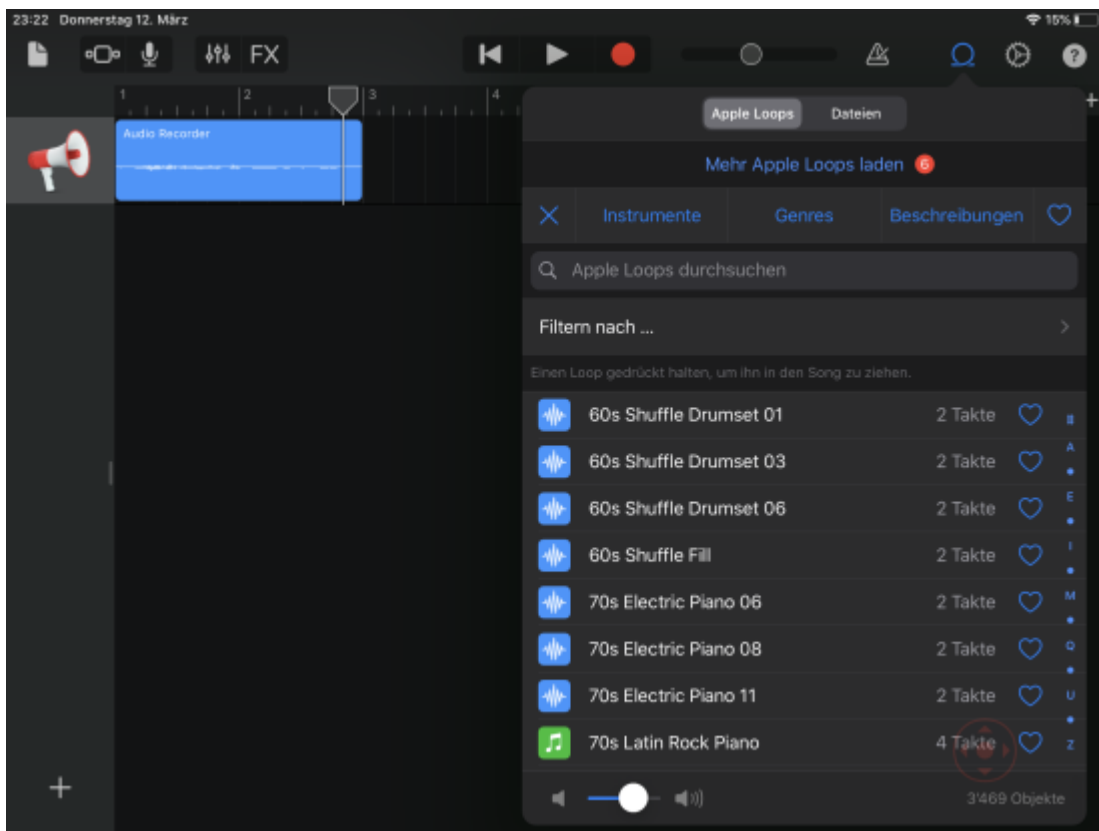 23:22 Donnerstag 12. März
15%
FX
?
1 2 3 4
+
Audio Recorder
Apple Loops Dateien
Mehr Apple Loops laden 6
Instrumente Genres Beschreibungen
Apple Loops durchsuchen
Filtern nach ...
Einen Loop gedrückt halten, um ihn in den Song zu ziehen.
60s Shuffle Drumset 01 2 Takte
#
A
60s Shuffle Drumset 03 2 Takte
E
60s Shuffle Drumset 06 2 Takte
I
60s Shuffle Fill 2 Takte
M
70s Electric Piano 06 2 Takte
Q
70s Electric Piano 08 2 Takte
U
70s Electric Piano 11 2 Takte
Z
70s Latin Rock Piano 4 Takte
+
3'469 Objekte